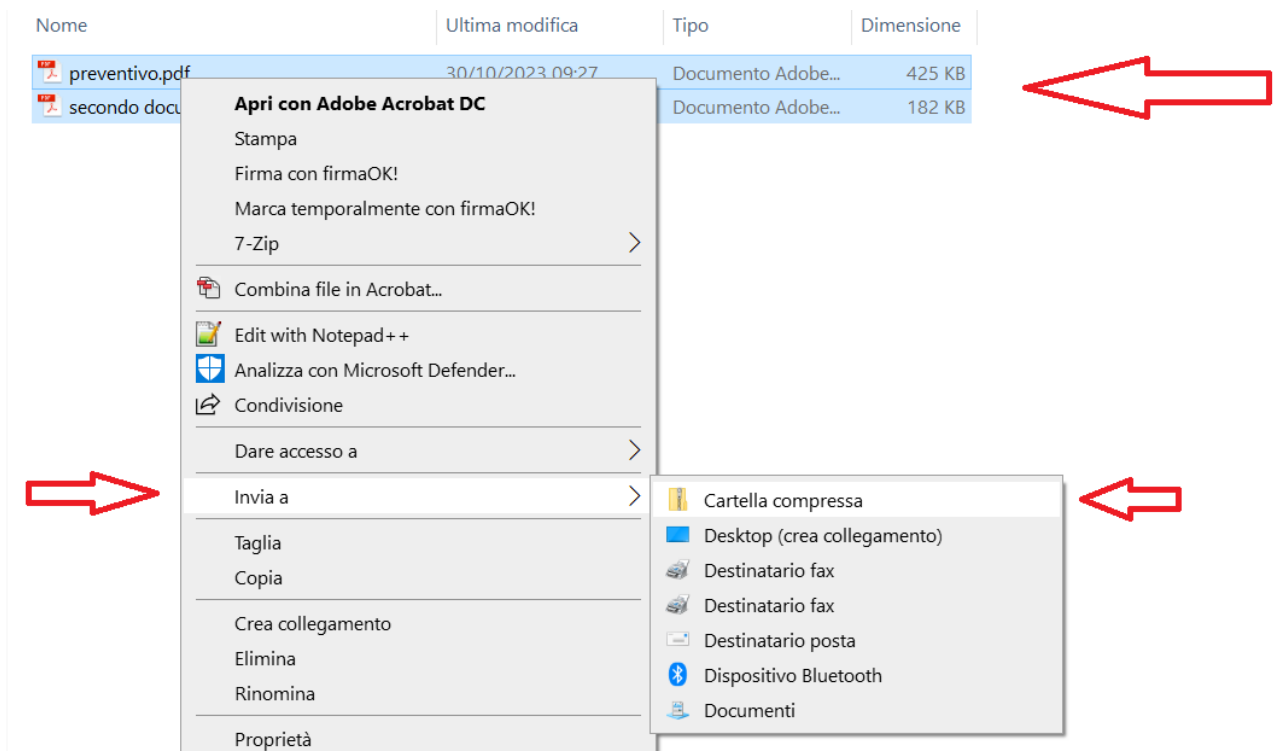 Nome Ultima modifica Tipo Dimensione
preventivo.pdf 30/10/2023 09:27 Documento Adobe... 425 KB
secondo docu Documento Adobe... 182 KB
Apri con Adobe Acrobat DC
Stampa
Firma con firmaOK!
Marca temporalmente con firmaOK!
7-Zip
Combina file in Acrobat...
Edit with Notepad++
Analizza con Microsoft Defender...
Condivisione
Dare accesso a
Invia a
Cartella compressa
Desktop (crea collegamento)
Destinatario fax
Destinatario fax
Destinatario posta
Dispositivo Bluetooth
Documenti
Taglia
Copia
Crea collegamento
Elimina
Rinomina
Proprietà